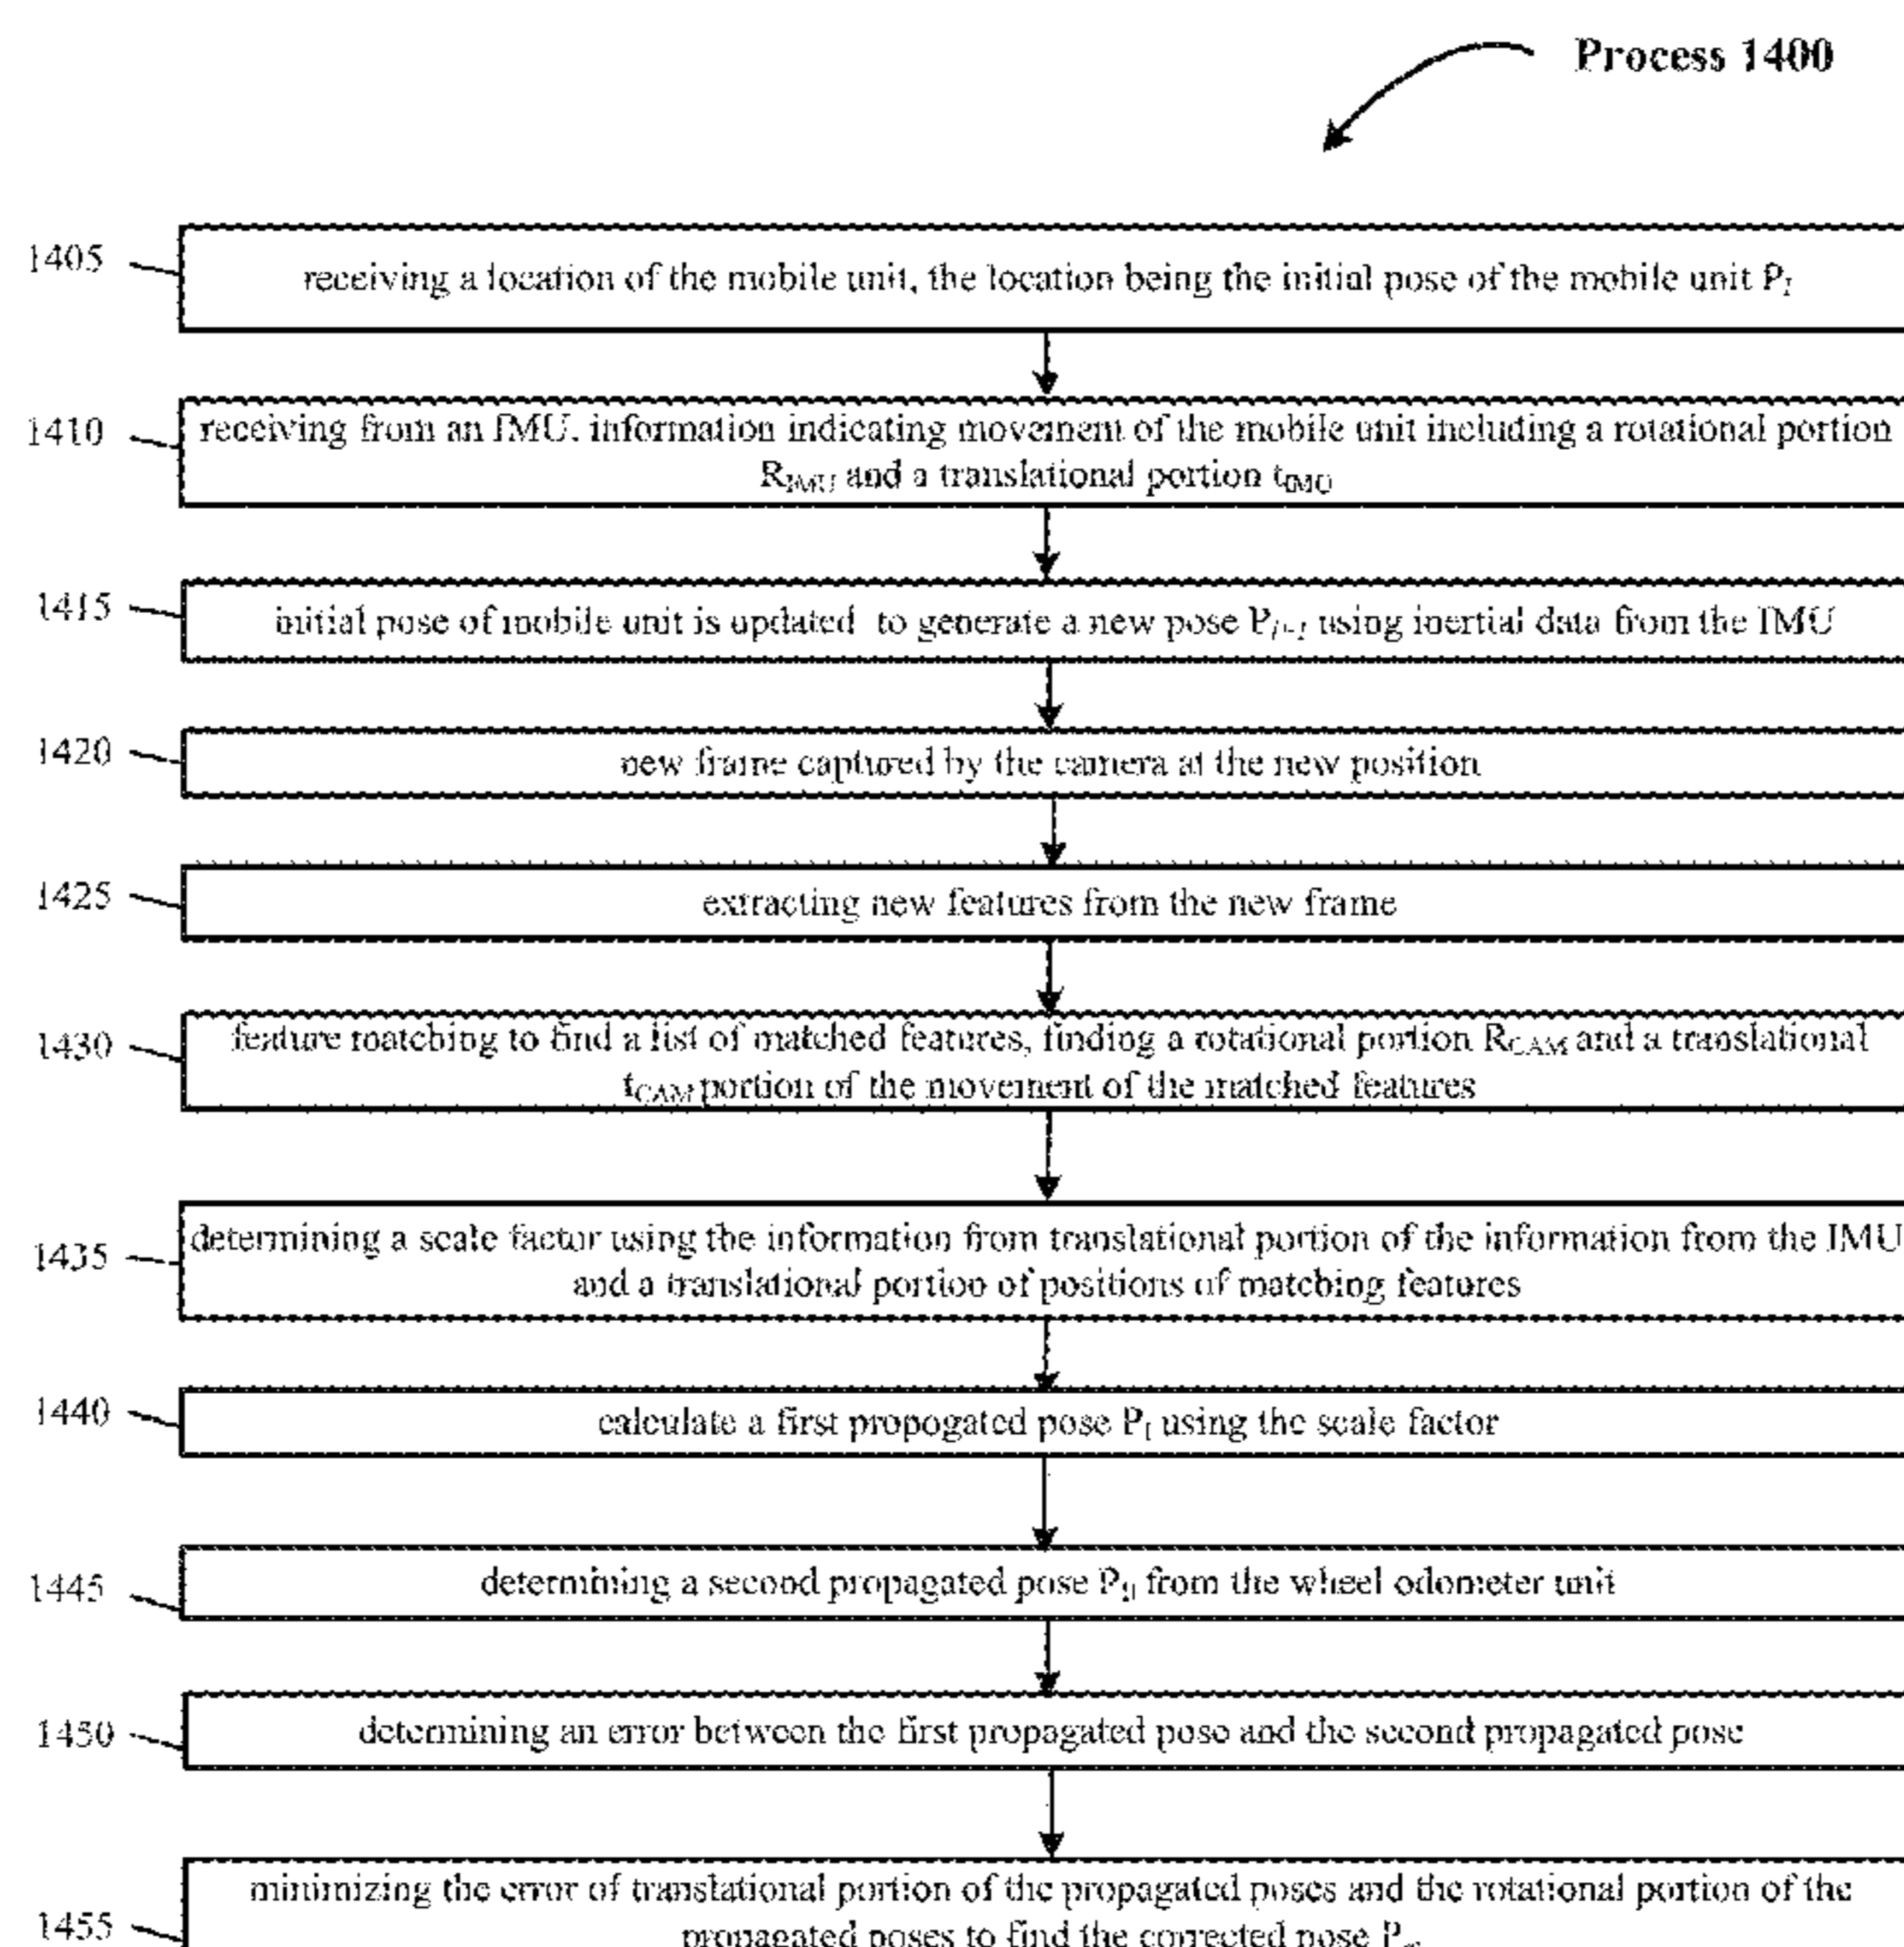 Process 1400
1405
receiving a location of the mobile unit, the location being the initial pose of the mobile unit P_I
1410
receiving from an IMU, information indicating movement of the mobile unit including a rotational portion
R_IMU and a translational portion t_IMU
1415
initial pose of mobile unit is updated to generate a new pose using inertial data from the IMU
1420
new frame captured by the camera at the new position
1425
extracting new features from the new frame
1430
feature matching to find a list of matched features, finding a rotational portion R_CAM and a translational
t_CAM portion of the movement of the matched features
1435
determining a scale factor using the information from translational portion of the information from the IMU
and a translational portion of positions of matching features
1440
calculate a first propogated pose P_I using the scale factor
1445
determining a second propagated pose P_II from the wheel odometer unit
1450
determining an error between the first propagated pose and the second propagated pose
1455
minimizing the error of translational portion of the propagated poses and the rotational portion of the
propagated poses to find the corrected pose